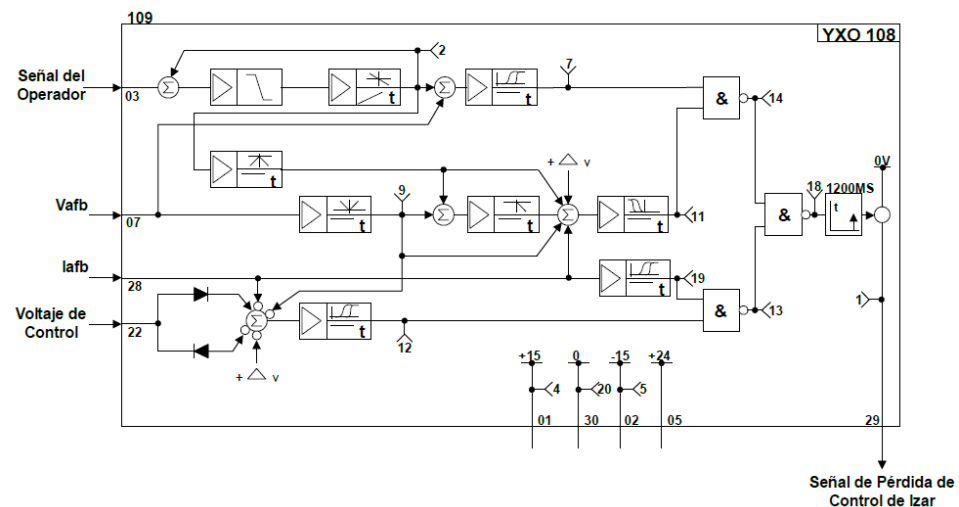 109
YXO 108
Señal del
Operador
03
Σ
t
2
Σ
t
7
&
14
t
+ △ v
Vafb
07
t
9
Σ
t
Σ
t
11
&
18
1200MS
t
0V
Iafb
28
t
19
Voltaje de
Control
22
Σ
t
12
&
13
1
+ △ v
+15
0
-15
+24
4
20
5
01
30
02
05
29
Señal de Pérdida de
Control de Izar